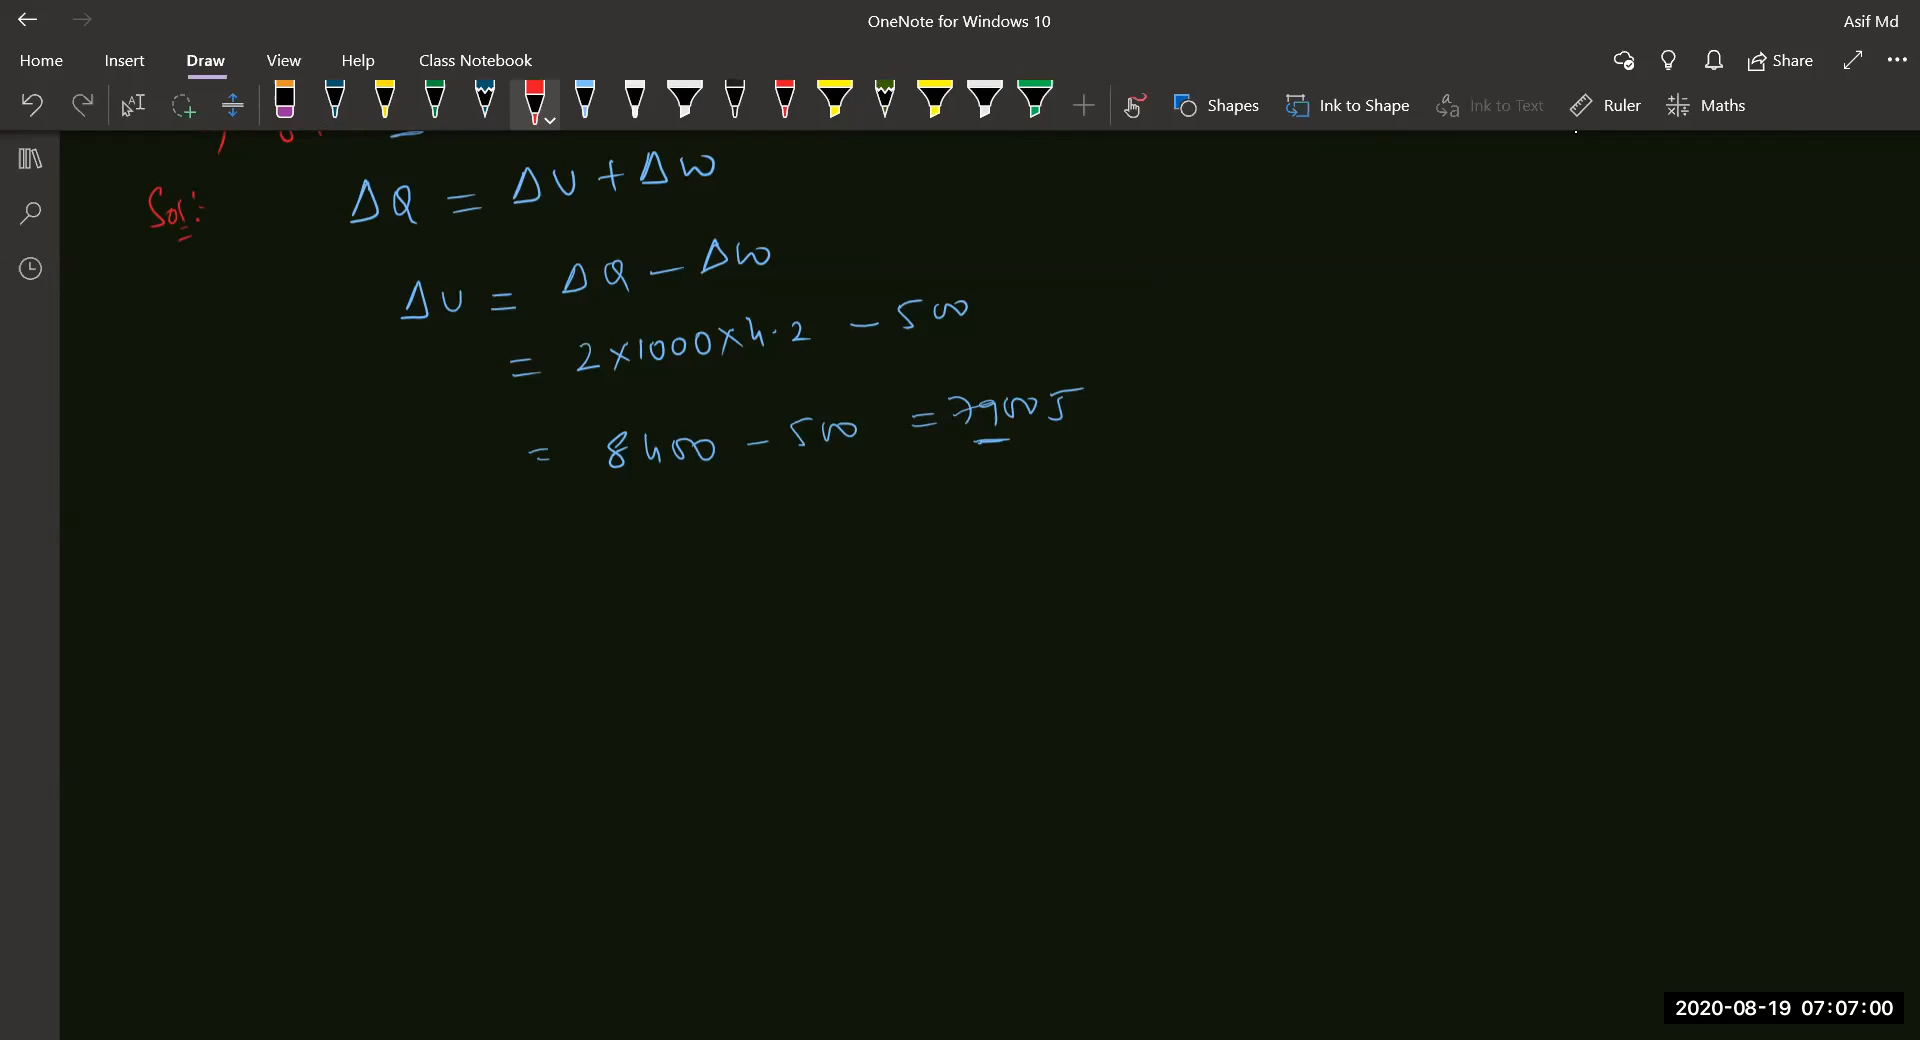 OneNote for Windows 10
Asif Md
Home Insert Draw View Help Class Notebook
Share
Shapes Ink to Shape Ink to Text Ruler Maths
Sol:
ΔQ = ΔU + ΔW
ΔU = ΔQ - ΔW
= 2×1000×4.2 - 500
= 8400 - 500 = 7900 J
2020-08-19 07:07:00